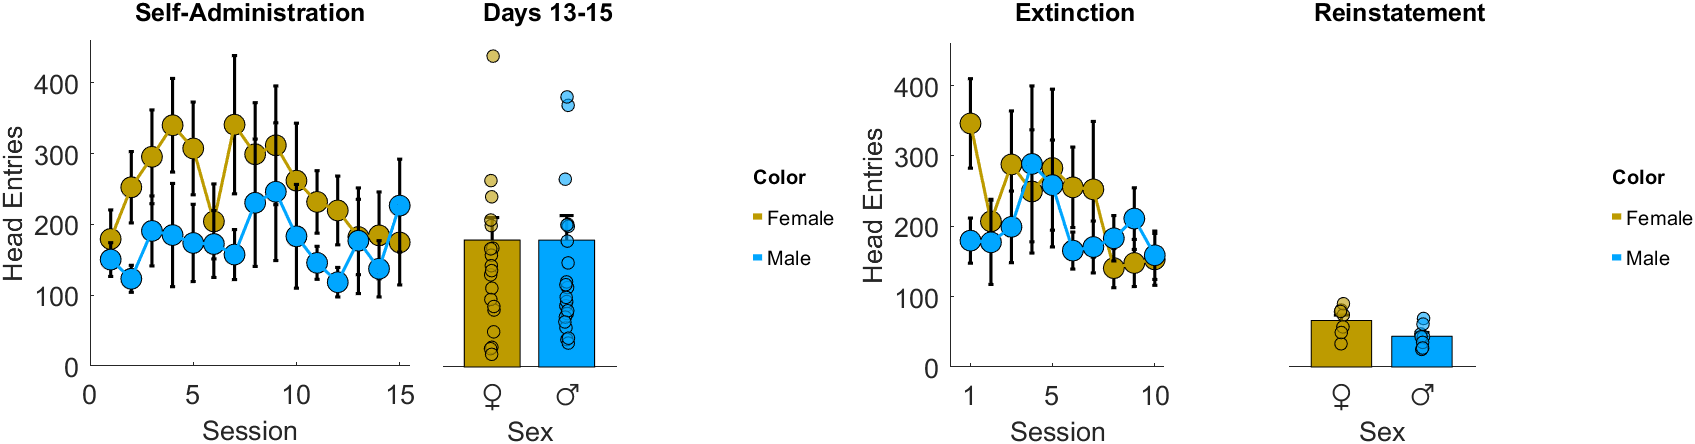 Self-Administration
Days 13-15
Extinction
Reinstatement
Head Entries
400
300
200
100
0
0
5
10
15
Session
♀
♂
Sex
Color
Female
Male
Head Entries
400
300
200
100
0
1
5
10
Session
♀
♂
Sex
Color
Female
Male